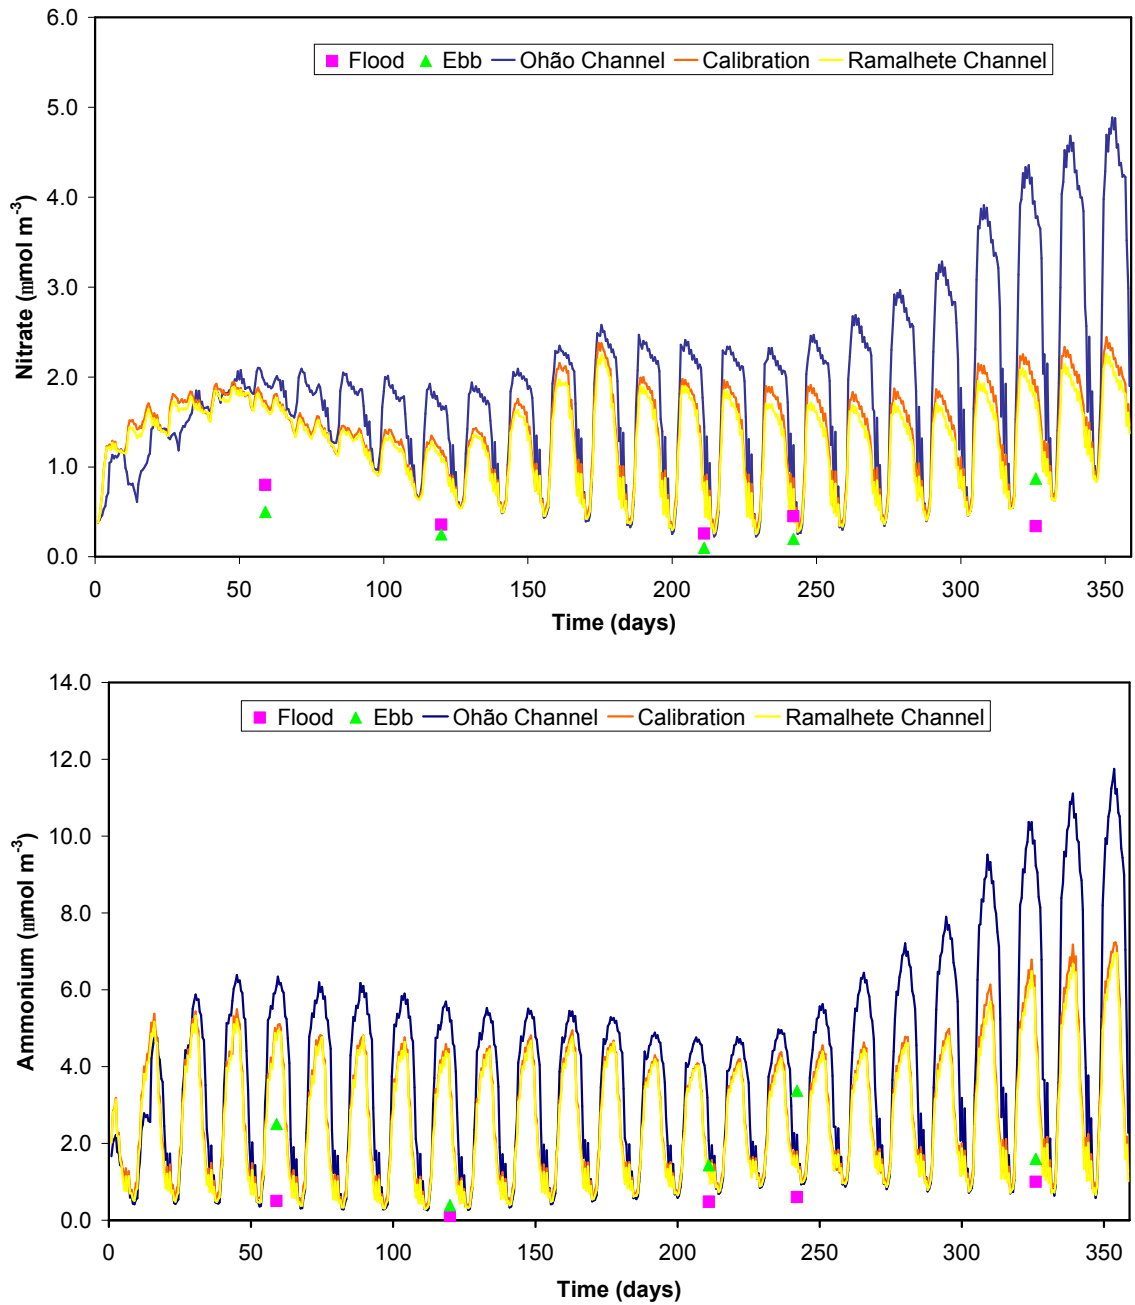 6.0
Flood Ebb Ohão Channel Calibration Ramalhete Channel
5.0
4.0
3.0
2.0
1.0
0.0
Nitrate (mmol m-3)
0 50 100 150 200 250 300 350
Time (days)
14.0
Flood Ebb Ohão Channel Calibration Ramalhete Channel
12.0
10.0
8.0
6.0
4.0
2.0
0.0
Ammonium (mmol m-3)
0 50 100 150 200 250 300 350
Time (days)